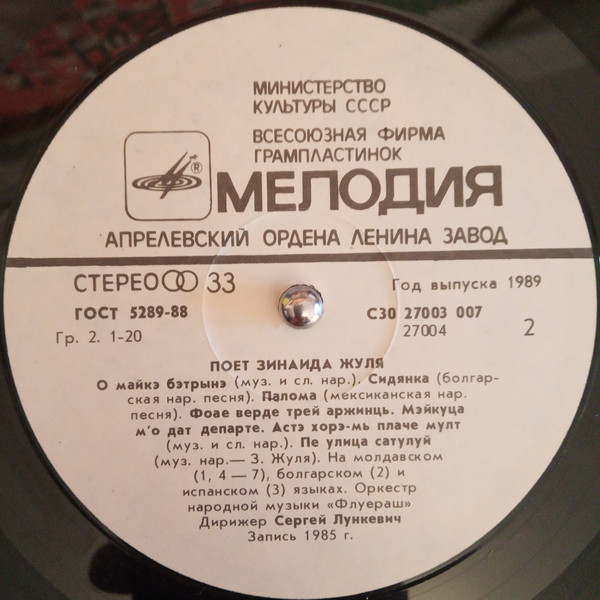 МИНИСТЕРСТВО
КУЛЬТУРЫ СССР
ВСЕСОЮЗНАЯ ФИРМА
ГРАМПЛАСТИНОК
®
МЕЛОДИЯ
АПРЕЛЕВСКИЙ ОРДЕНА ЛЕНИНА ЗАВОД
СТЕРЕО 33
Год выпуска 1989
ГОСТ 5289-88
С30 27003 007
Гр. 2. 1-20
27004
2
ПОЕТ ЗИНАИДА ЖУЛЯ
О майкэ бэтрынэ (муз. и сл. нар.). Сидянка (болгар-
ская нар. песня). Палома (мексиканская нар.
песня). Фоае верде трей аржинць. Мэйкуца
м'о дат департе. Астэ хорэ-мь плаче мулт
(муз. и сл. нар.). Пе улица сатулуй
(муз. нар.— З. Жуля). На молдавском
(1, 4 — 7), болгарском (2) и
испанском (3) языках. Оркестр
народной музыки «Флуераш»
Дирижер Сергей Лункевич
Запись 1985 г.